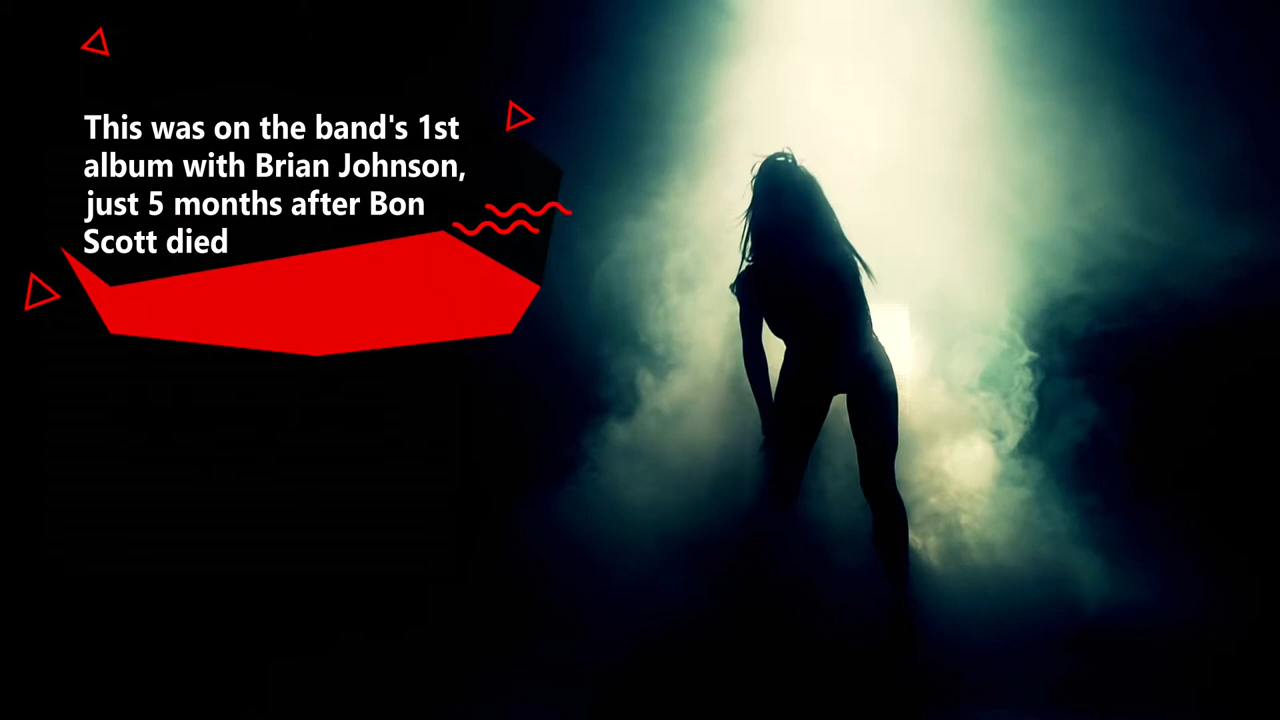 This was on the band's 1st
album with Brian Johnson,
just 5 months after Bon
Scott died